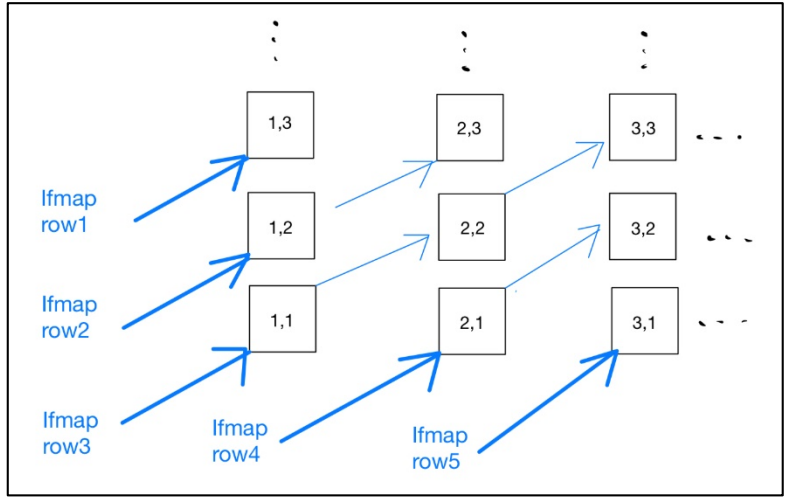 1,3
2,3
3,3
Ifmap
row1
1,2
2,2
3,2
Ifmap
row2
1,1
2,1
3,1
Ifmap
row3
Ifmap
row4
Ifmap
row5